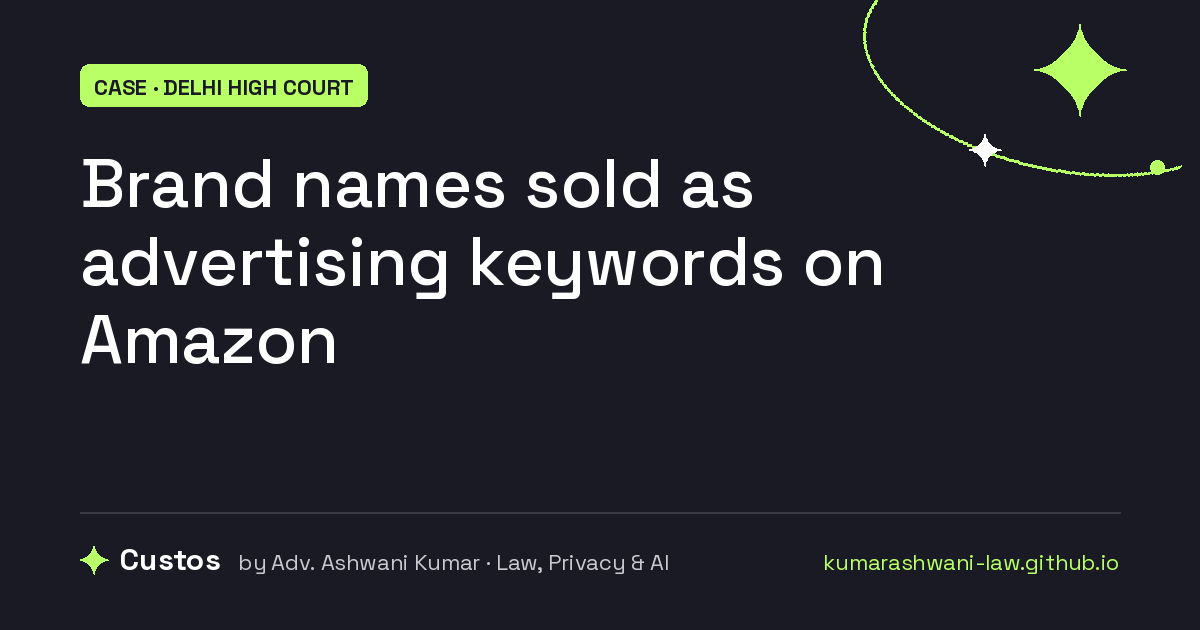 CASE · DELHI HIGH COURT
Brand names sold as
advertising keywords on
Amazon
Custos by Adv. Ashwani Kumar · Law, Privacy & AI
kumarashwani-law.github.io